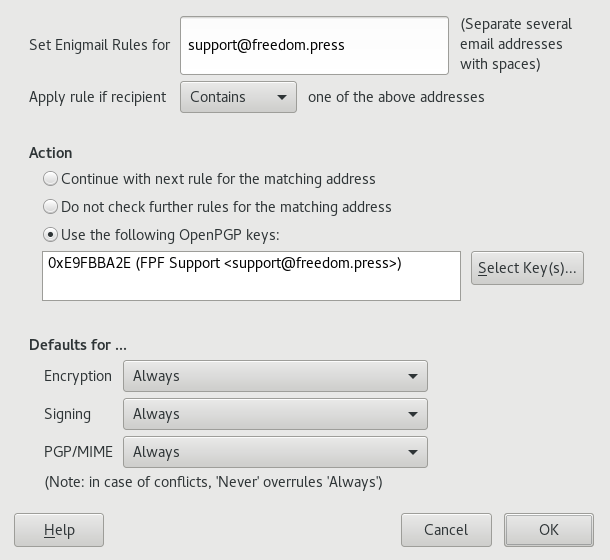 Set Enigmail Rules for
support@freedom.press
(Separate several
email addresses
with spaces)
Apply rule if recipient Contains one of the above addresses
Action
Continue with next rule for the matching address
Do not check further rules for the matching address
Use the following OpenPGP keys:
0xE9FBBA2E (FPF Support <support@freedom.press>)
Select Key(s)...
Defaults for ...
Encryption Always
Signing Always
PGP/MIME Always
(Note: in case of conflicts, 'Never' overrules 'Always')
Help Cancel OK